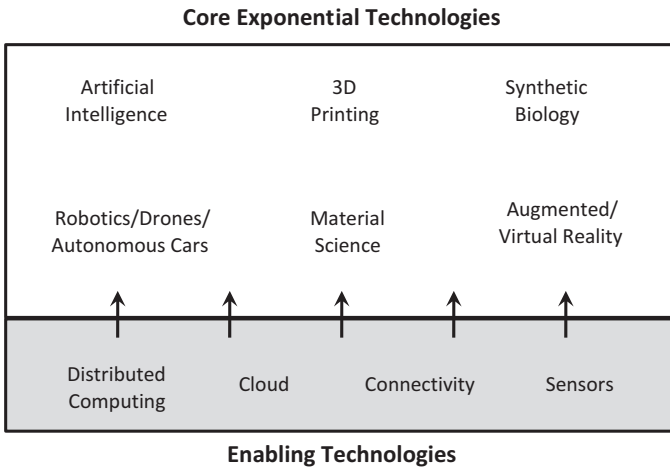 Core Exponential Technologies
Artificial
Intelligence
3D
Printing
Synthetic
Biology
Robotics/Drones/
Autonomous Cars
Material
Science
Augmented/
Virtual Reality
Distributed
Computing
Cloud
Connectivity
Sensors
Enabling Technologies